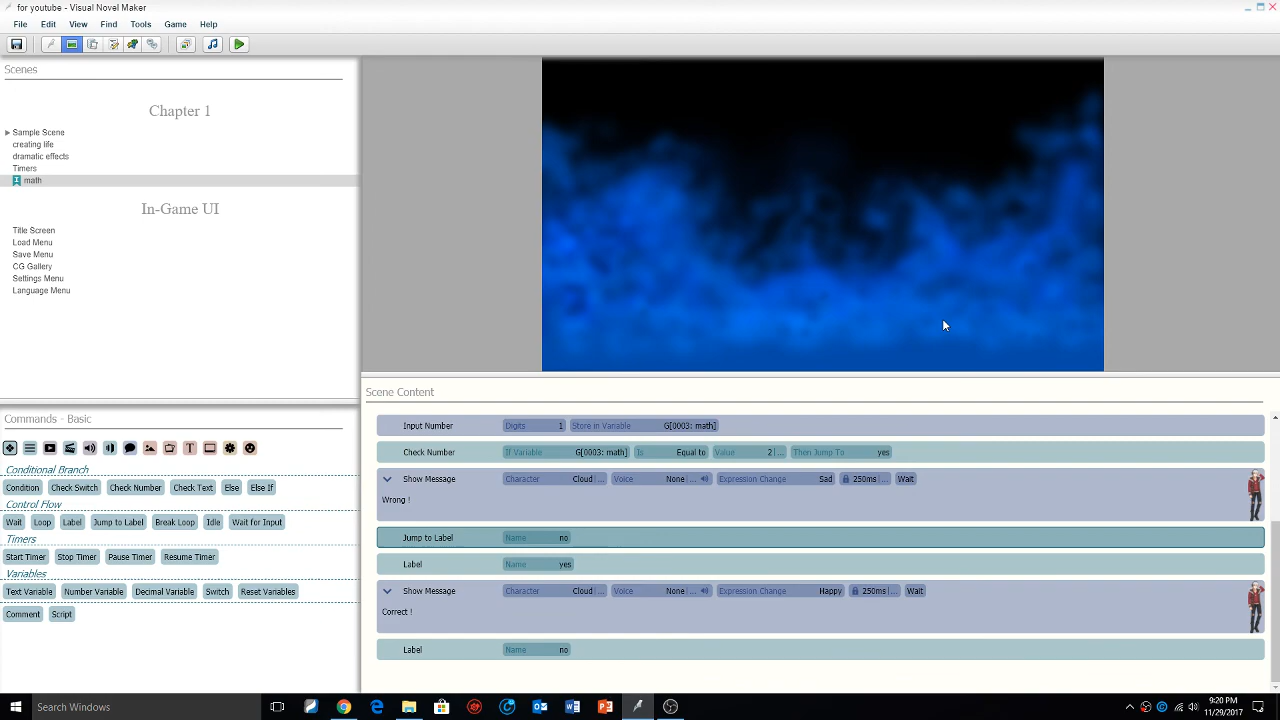 for youtube - Visual Novel Maker
File Edit View Find Tools Game Help
Scenes
Chapter 1
Sample Scene
creating life
dramatic effects
Timers
math
In-Game UI
Title Screen
Load Menu
Save Menu
CG Gallery
Settings Menu
Language Menu
Commands - Basic
Conditional Branch
Condition Check Switch Check Number Check Text Else Else If
Control Flow
Wait Loop Label Jump to Label Break Loop Idle Wait for Input
Timers
Start Timer Stop Timer Pause Timer Resume Timer
Variables
Text Variable Number Variable Decimal Variable Switch Reset Variables
Comment Script
Scene Content
Input Number Digits 1 Store in Variable G[0003: math]
Check Number If Variable G[0003: math] Is Equal to Value 2|... Then Jump To yes
Show Message Character Cloud|... Voice None|... Expression Change Sad 250ms|... Wait
Wrong !
Jump to Label Name no
Label Name yes
Show Message Character Cloud|... Voice None|... Expression Change Happy 250ms|... Wait
Correct !
Label Name no
Search Windows
9:20 PM
11/29/2017